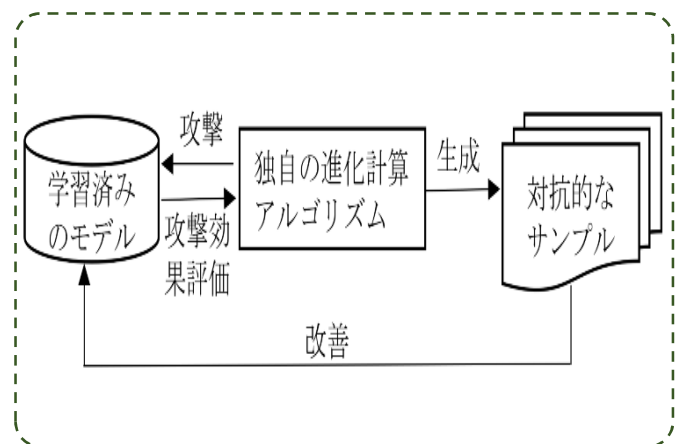 攻撃
学習済み
のモデル
攻撃効
果評価
独自の進化計算
アルゴリズム
生成
対抗的な
サンプル
改善